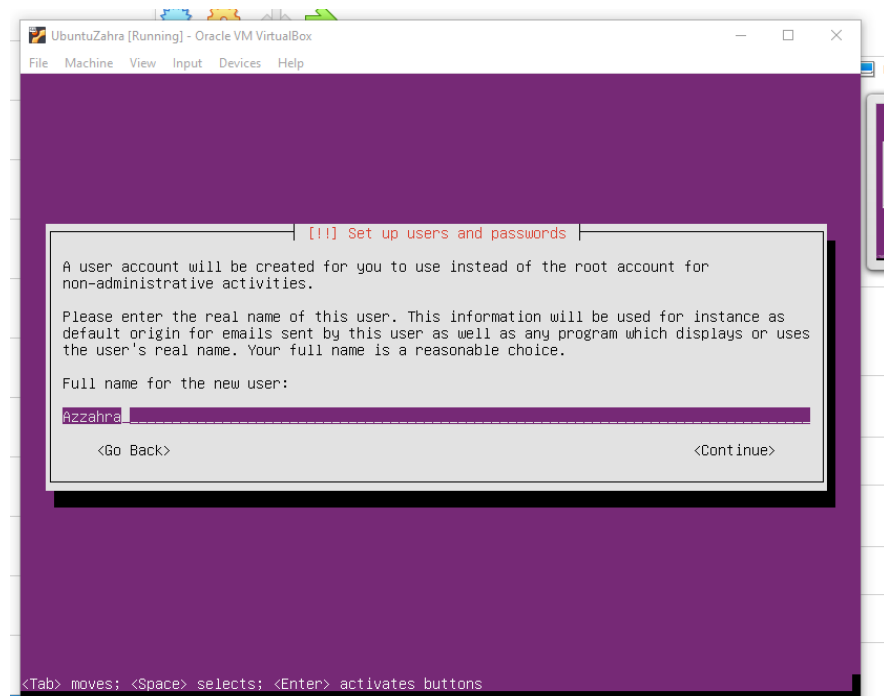 UbuntuZahra [Running] - Oracle VM VirtualBox
File Machine View Input Devices Help
[!!] Set up users and passwords
A user account will be created for you to use instead of the root account for
non-administrative activities.
Please enter the real name of this user. This information will be used for instance as
default origin for emails sent by this user as well as any program which displays or uses
the user's real name. Your full name is a reasonable choice.
Full name for the new user:
Azzahra
<Go Back> <Continue>
<Tab> moves; <Space> selects; <Enter> activates buttons